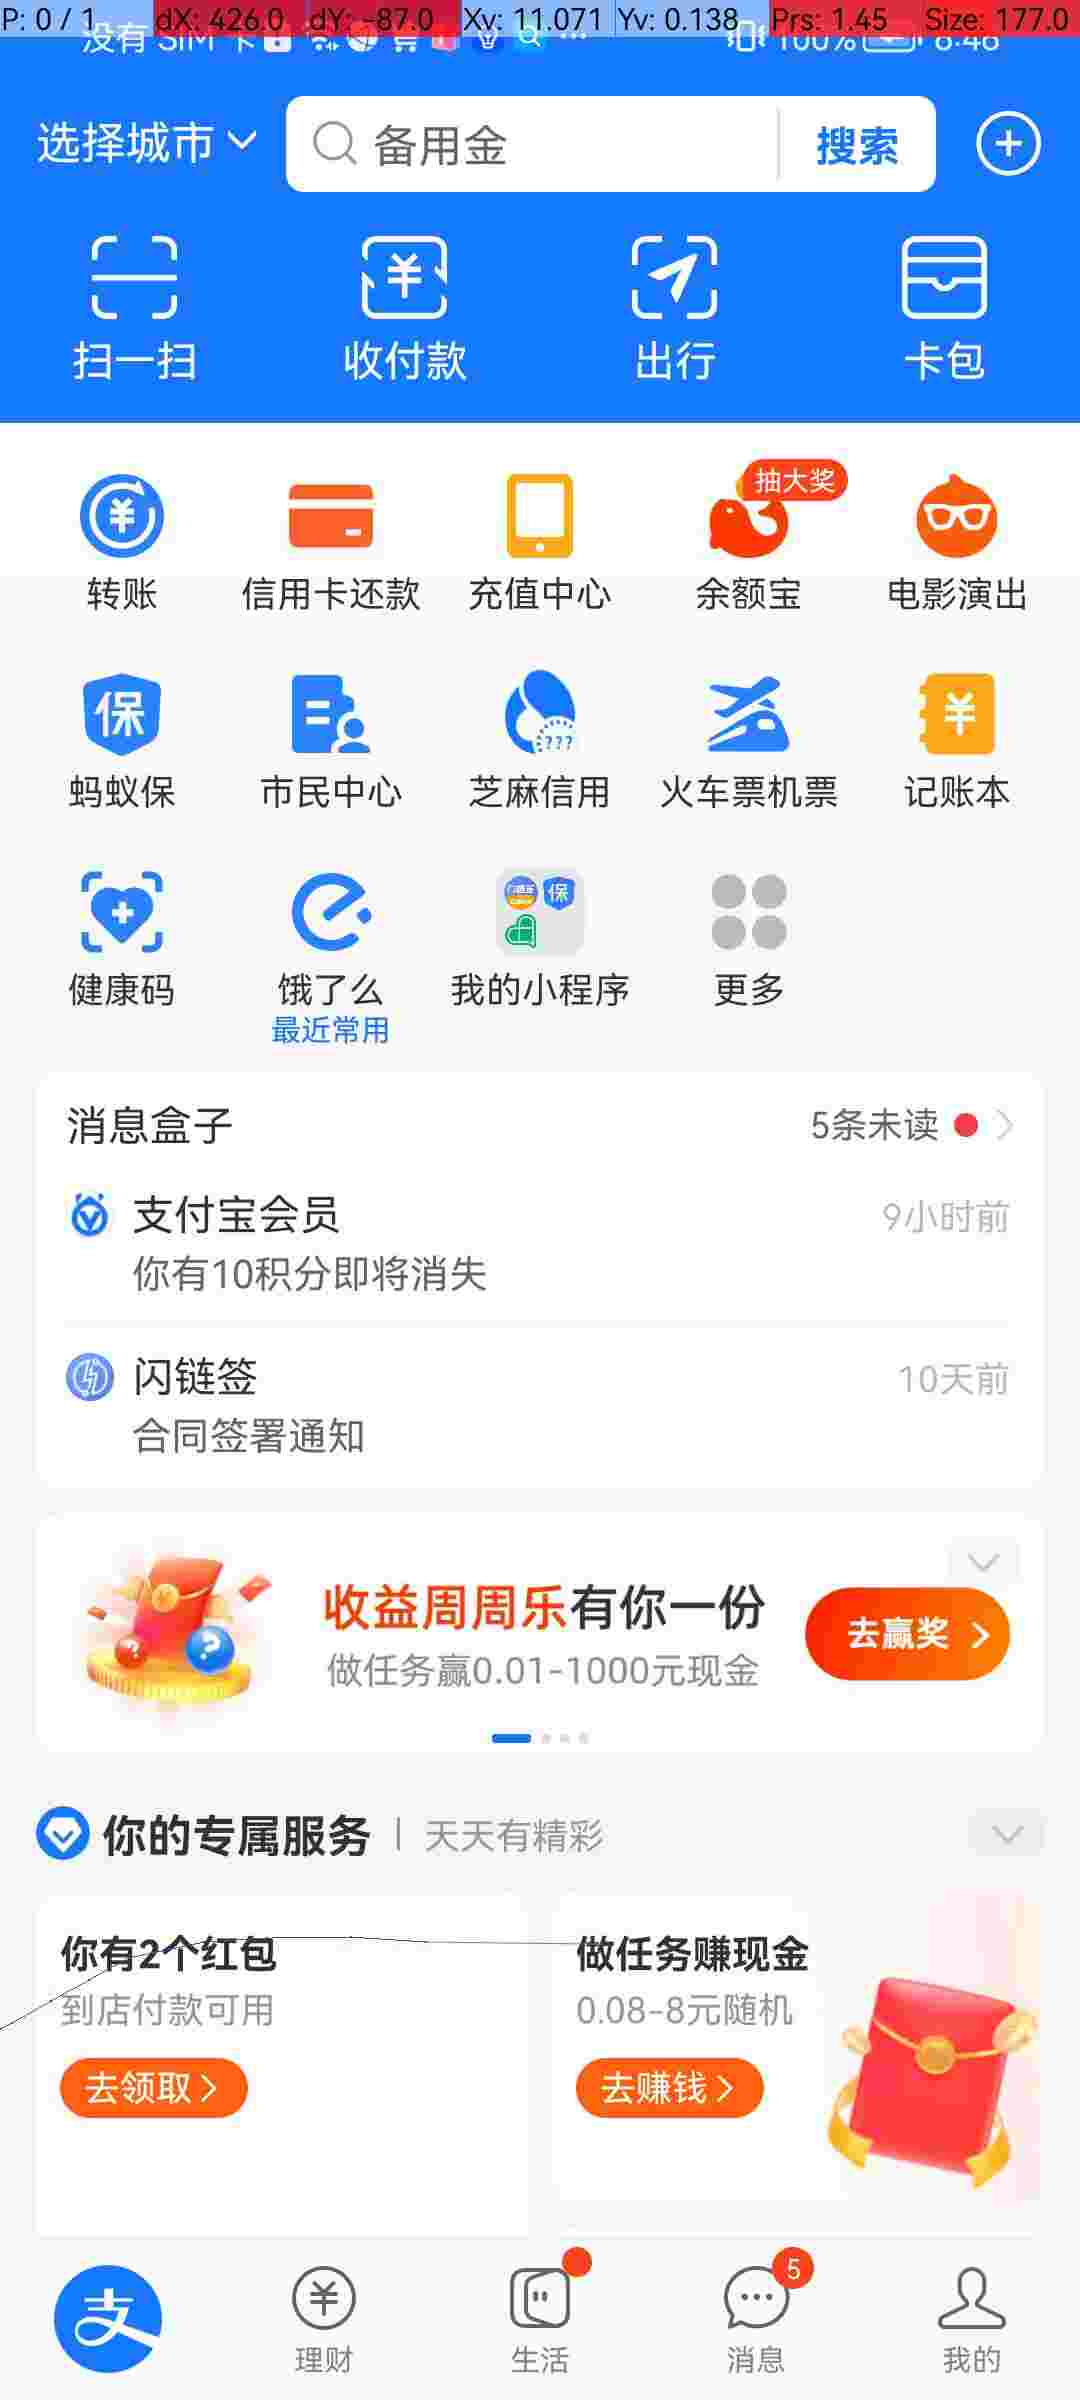 P: 0 / 1 dX: 426.0 dY: -87.0 Xv: 11.071 Yv: 0.138 Prs: 1.45 Size: 177.0
没有 SIM 卡 100% 6:46
选择城市 备用金 搜索
扫一扫 收付款 出行 卡包
抽大奖
转账 信用卡还款 充值中心 余额宝 电影演出
保 ???
蚂蚁保 市民中心 芝麻信用 火车票机票 记账本
保
健康码 饿了么 我的小程序 更多
最近常用
消息盒子 5条未读
支付宝会员 9小时前
你有10积分即将消失
闪链签 10天前
合同签署通知
收益周周乐有你一份
去赢奖
做任务赢0.01-1000元现金
你的专属服务 天天有精彩
你有2个红包 做任务赚现金
到店付款可用 0.08-8元随机
去领取 去赚钱
5
支 理财 生活 消息 我的